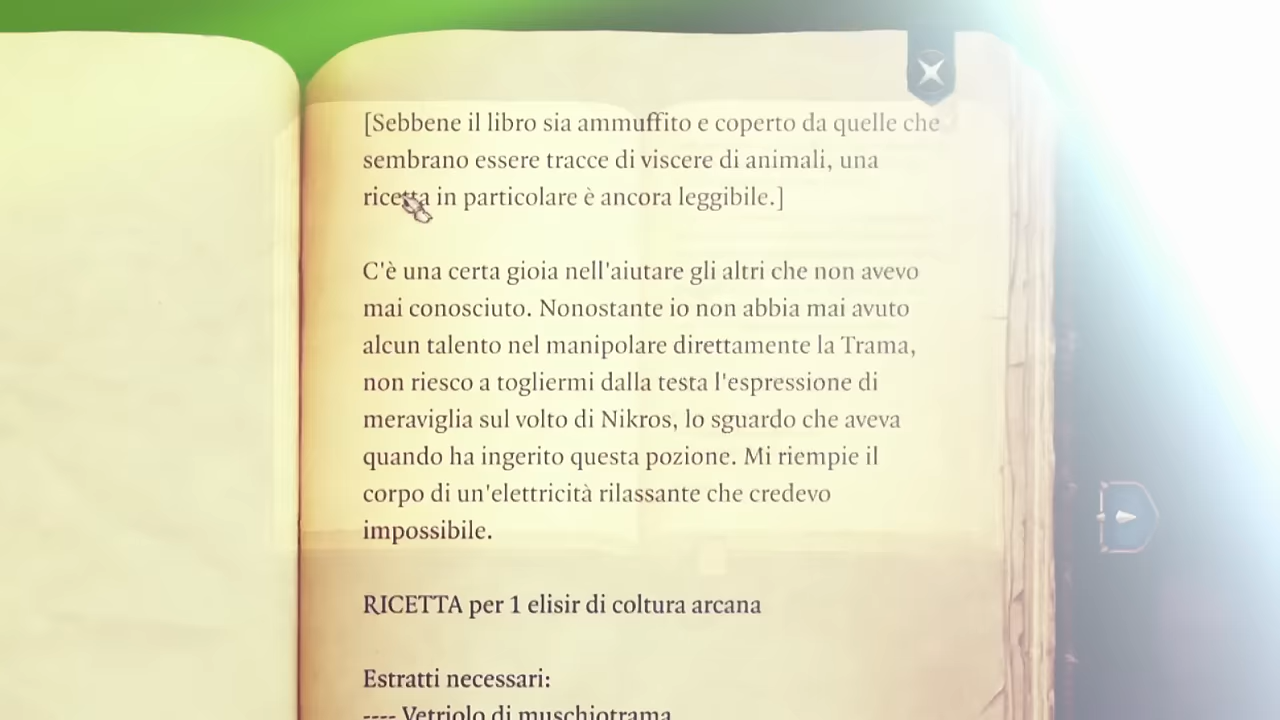 [Sebbene il libro sia ammuffito e coperto da quelle che
sembrano essere tracce di viscere di animali, una
ricetta in particolare è ancora leggibile.]
C'è una certa gioia nell'aiutare gli altri che non avevo
mai conosciuto. Nonostante io non abbia mai avuto
alcun talento nel manipolare direttamente la Trama,
non riesco a togliermi dalla testa l'espressione di
meraviglia sul volto di Nikros, lo sguardo che aveva
quando ha ingerito questa pozione. Mi riempie il
corpo di un'elettricità rilassante che credevo
impossibile.
RICETTA per 1 elisir di coltura arcana
Estratti necessari:
---- Vetriolo di muschiotrama